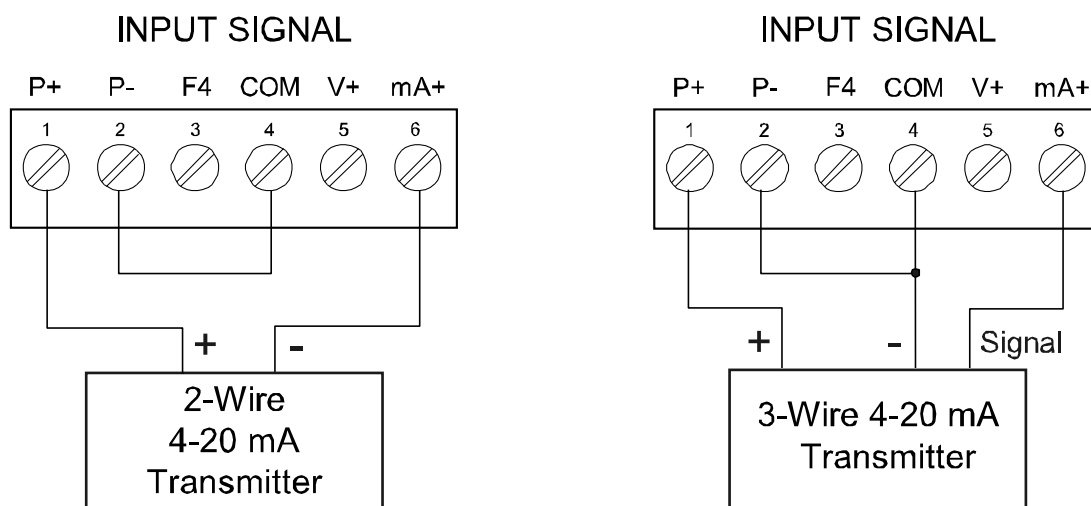 INPUT SIGNAL
P+ P- F4 COM V+ mA+
1 2 3 4 5 6
+ -
2-Wire
4-20 mA
Transmitter
INPUT SIGNAL
P+ P- F4 COM V+ mA+
1 2 3 4 5 6
+ - Signal
3-Wire 4-20 mA
Transmitter